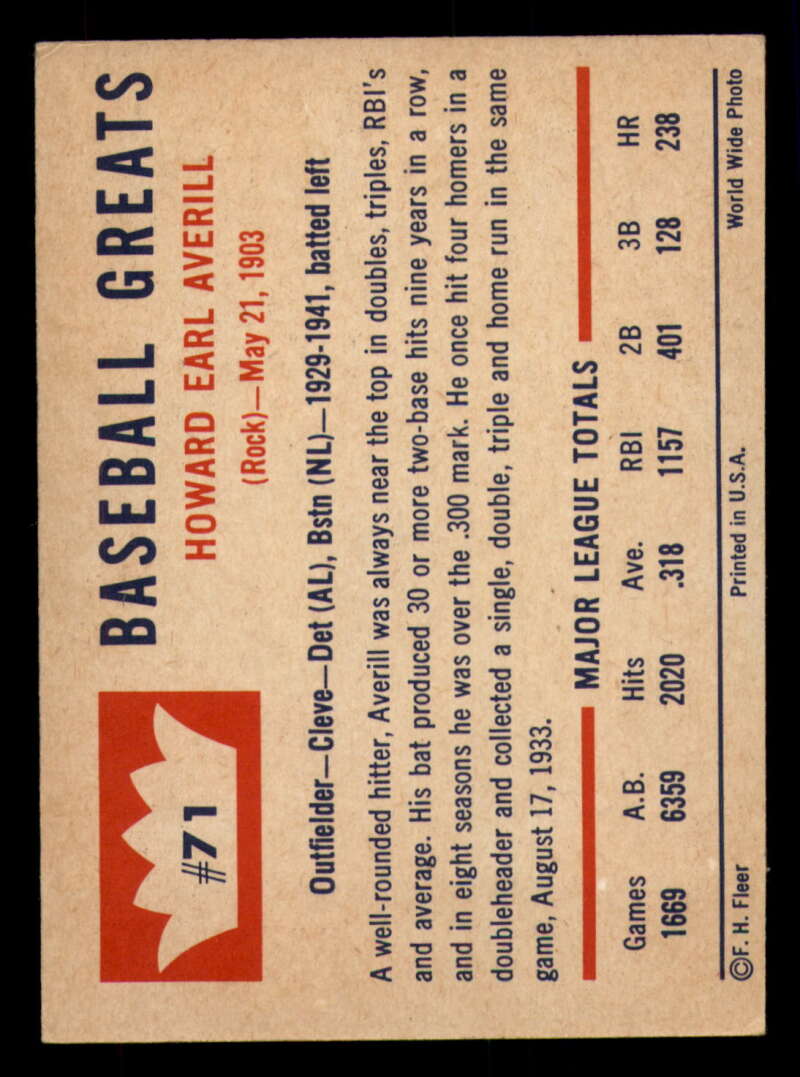 #71
BASEBALL GREATS
HOWARD EARL AVERILL
(Rock)—May 21, 1903
Outfielder—Cleve—Det (AL), Bstn (NL)—1929-1941, batted left
A well-rounded hitter, Averill was always near the top in doubles, triples, RBI's
and average. His bat produced 30 or more two-base hits nine years in a row,
and in eight seasons he was over the .300 mark. He once hit four homers in a
doubleheader and collected a single, double, triple and home run in the same
game, August 17, 1933.
MAJOR LEAGUE TOTALS
Games A.B. Hits Ave. RBI 2B 3B HR
1669 6359 2020 .318 1157 401 128 238
©F. H. Fleer Printed in U.S.A. World Wide Photo